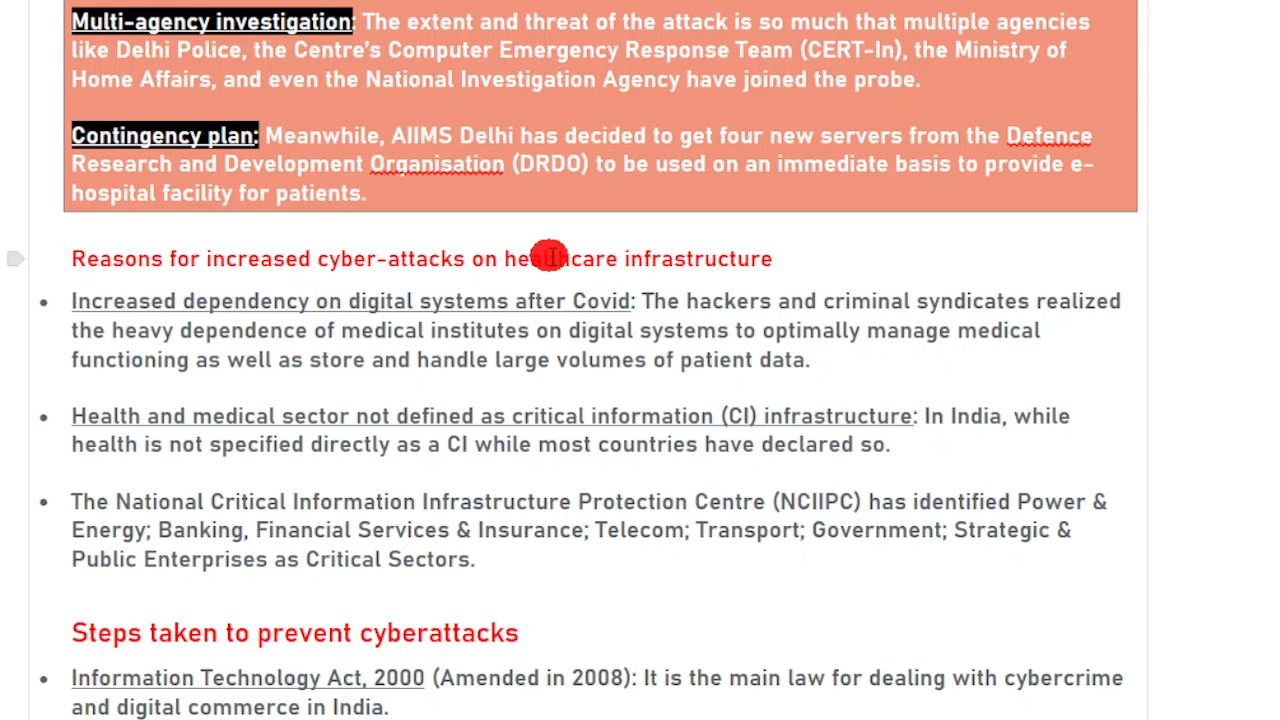 Multi-agency investigation: The extent and threat of the attack is so much that multiple agencies
like Delhi Police, the Centre's Computer Emergency Response Team (CERT-In), the Ministry of
Home Affairs, and even the National Investigation Agency have joined the probe.
Contingency plan: Meanwhile, AIIMS Delhi has decided to get four new servers from the Defence
Research and Development Organisation (DRDO) to be used on an immediate basis to provide e-
hospital facility for patients.
Reasons for increased cyber-attacks on healthcare infrastructure
• Increased dependency on digital systems after Covid: The hackers and criminal syndicates realized
the heavy dependence of medical institutes on digital systems to optimally manage medical
functioning as well as store and handle large volumes of patient data.
• Health and medical sector not defined as critical information (CI) infrastructure: In India, while
health is not specified directly as a CI while most countries have declared so.
• The National Critical Information Infrastructure Protection Centre (NCIIPC) has identified Power &
Energy; Banking, Financial Services & Insurance; Telecom; Transport; Government; Strategic &
Public Enterprises as Critical Sectors.
Steps taken to prevent cyberattacks
• Information Technology Act, 2000 (Amended in 2008): It is the main law for dealing with cybercrime
and digital commerce in India.